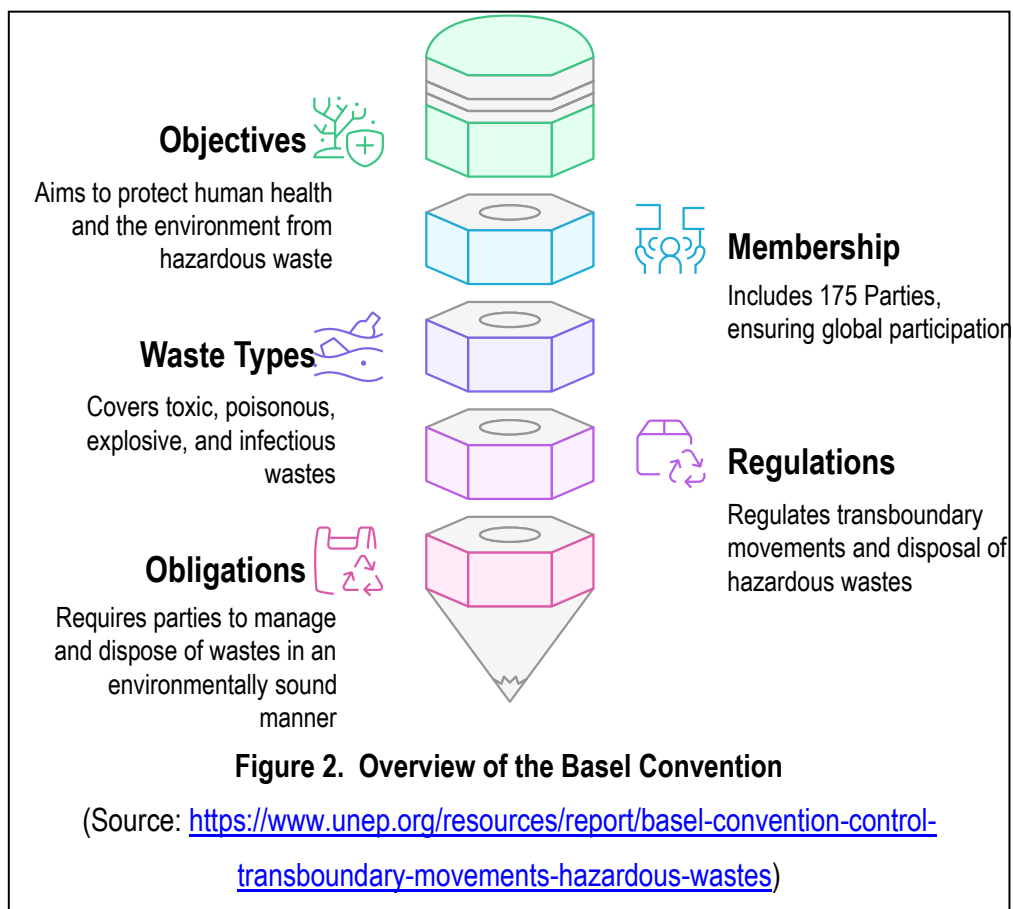 Objectives
Aims to protect human health
and the environment from
hazardous waste
Membership
Includes 175 Parties,
ensuring global participation
Waste Types
Covers toxic, poisonous,
explosive, and infectious
wastes
Regulations
Regulates transboundary
movements and disposal of
hazardous wastes
Obligations
Requires parties to manage
and dispose of wastes in an
environmentally sound
manner
Figure 2. Overview of the Basel Convention
(Source: https://www.unep.org/resources/report/basel-convention-control-
transboundary-movements-hazardous-wastes)